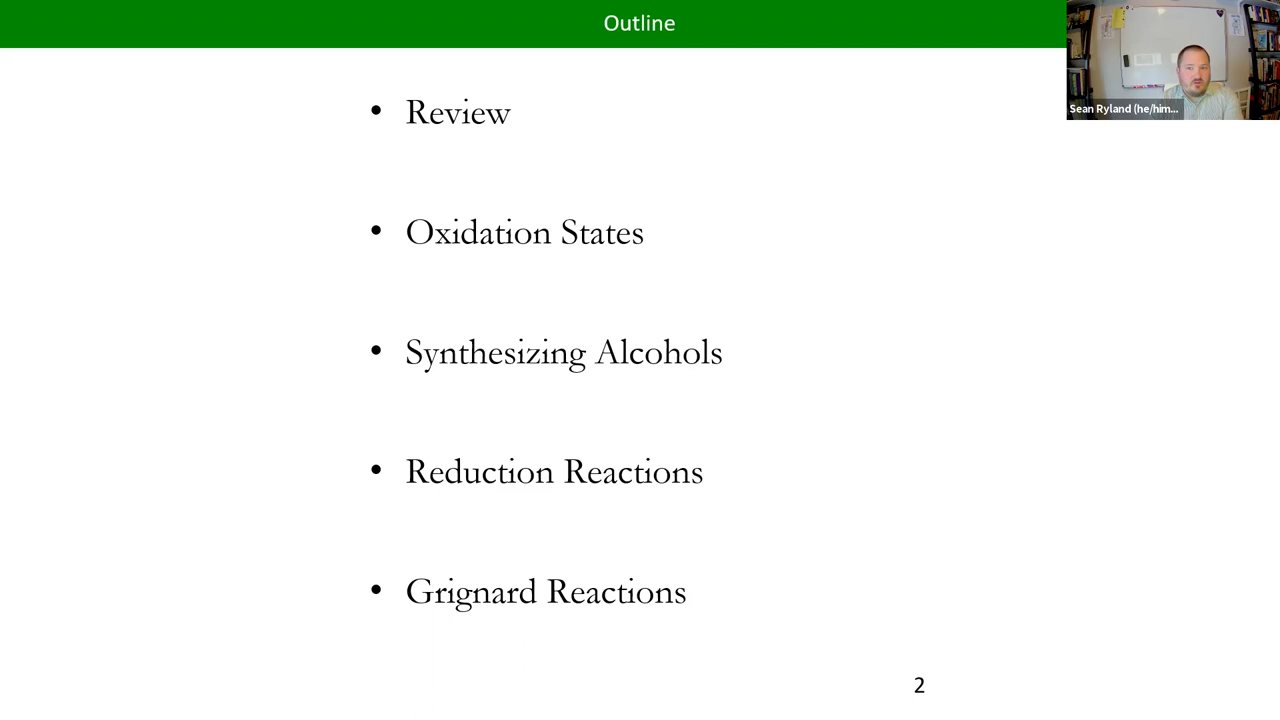 Outline
Sean Ryland (he/him...
• Review
• Oxidation States
• Synthesizing Alcohols
• Reduction Reactions
• Grignard Reactions
2